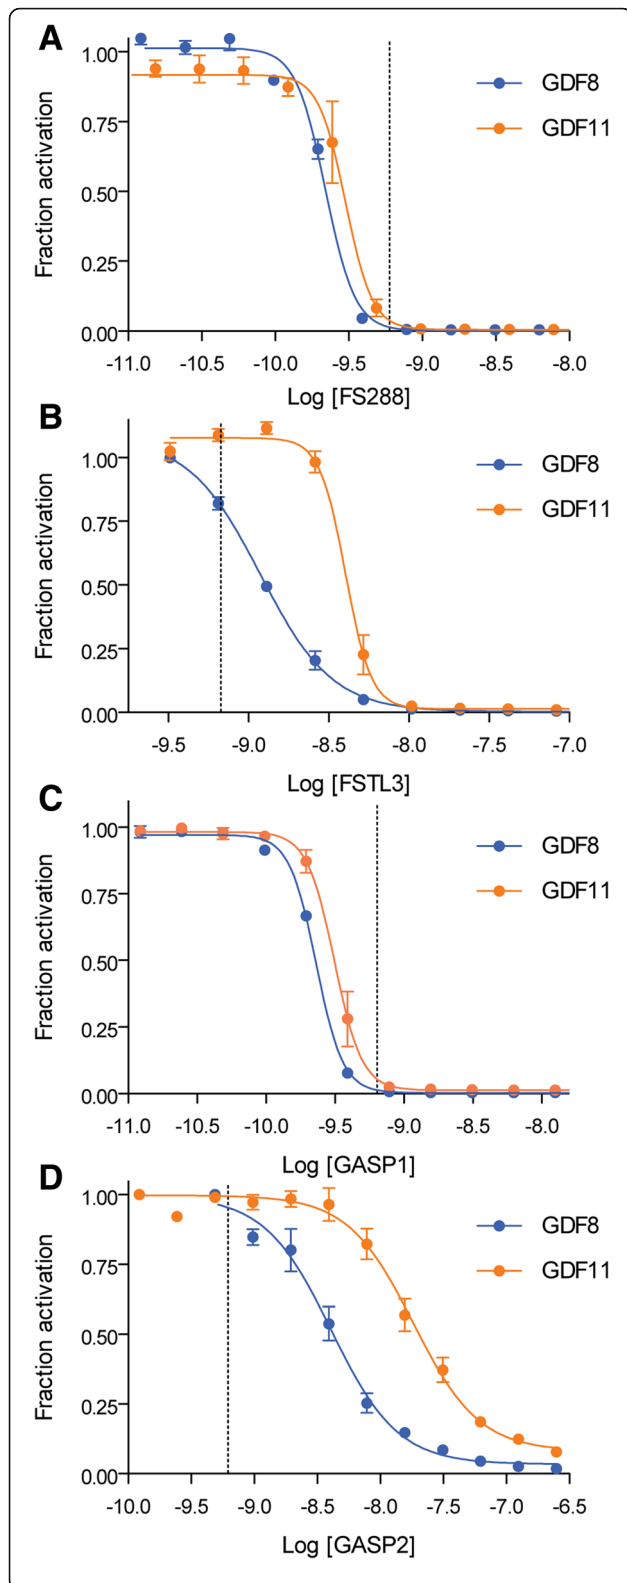 A
1.00
0.75
0.50
0.25
0.00
Fraction activation
GDF8
GDF11
-11.0 -10.5 -10.0 -9.5 -9.0 -8.5 -8.0
Log [FS288]
B
1.00
0.75
0.50
0.25
0.00
Fraction activation
GDF8
GDF11
-9.5 -9.0 -8.5 -8.0 -7.5 -7.0
Log [FSTL3]
C
1.00
0.75
0.50
0.25
0.00
Fraction activation
GDF8
GDF11
-11.0 -10.5 -10.0 -9.5 -9.0 -8.5 -8.0
Log [GASP1]
D
1.00
0.75
0.50
0.25
0.00
Fraction activation
GDF8
GDF11
-10.0 -9.5 -9.0 -8.5 -8.0 -7.5 -7.0 -6.5
Log [GASP2]